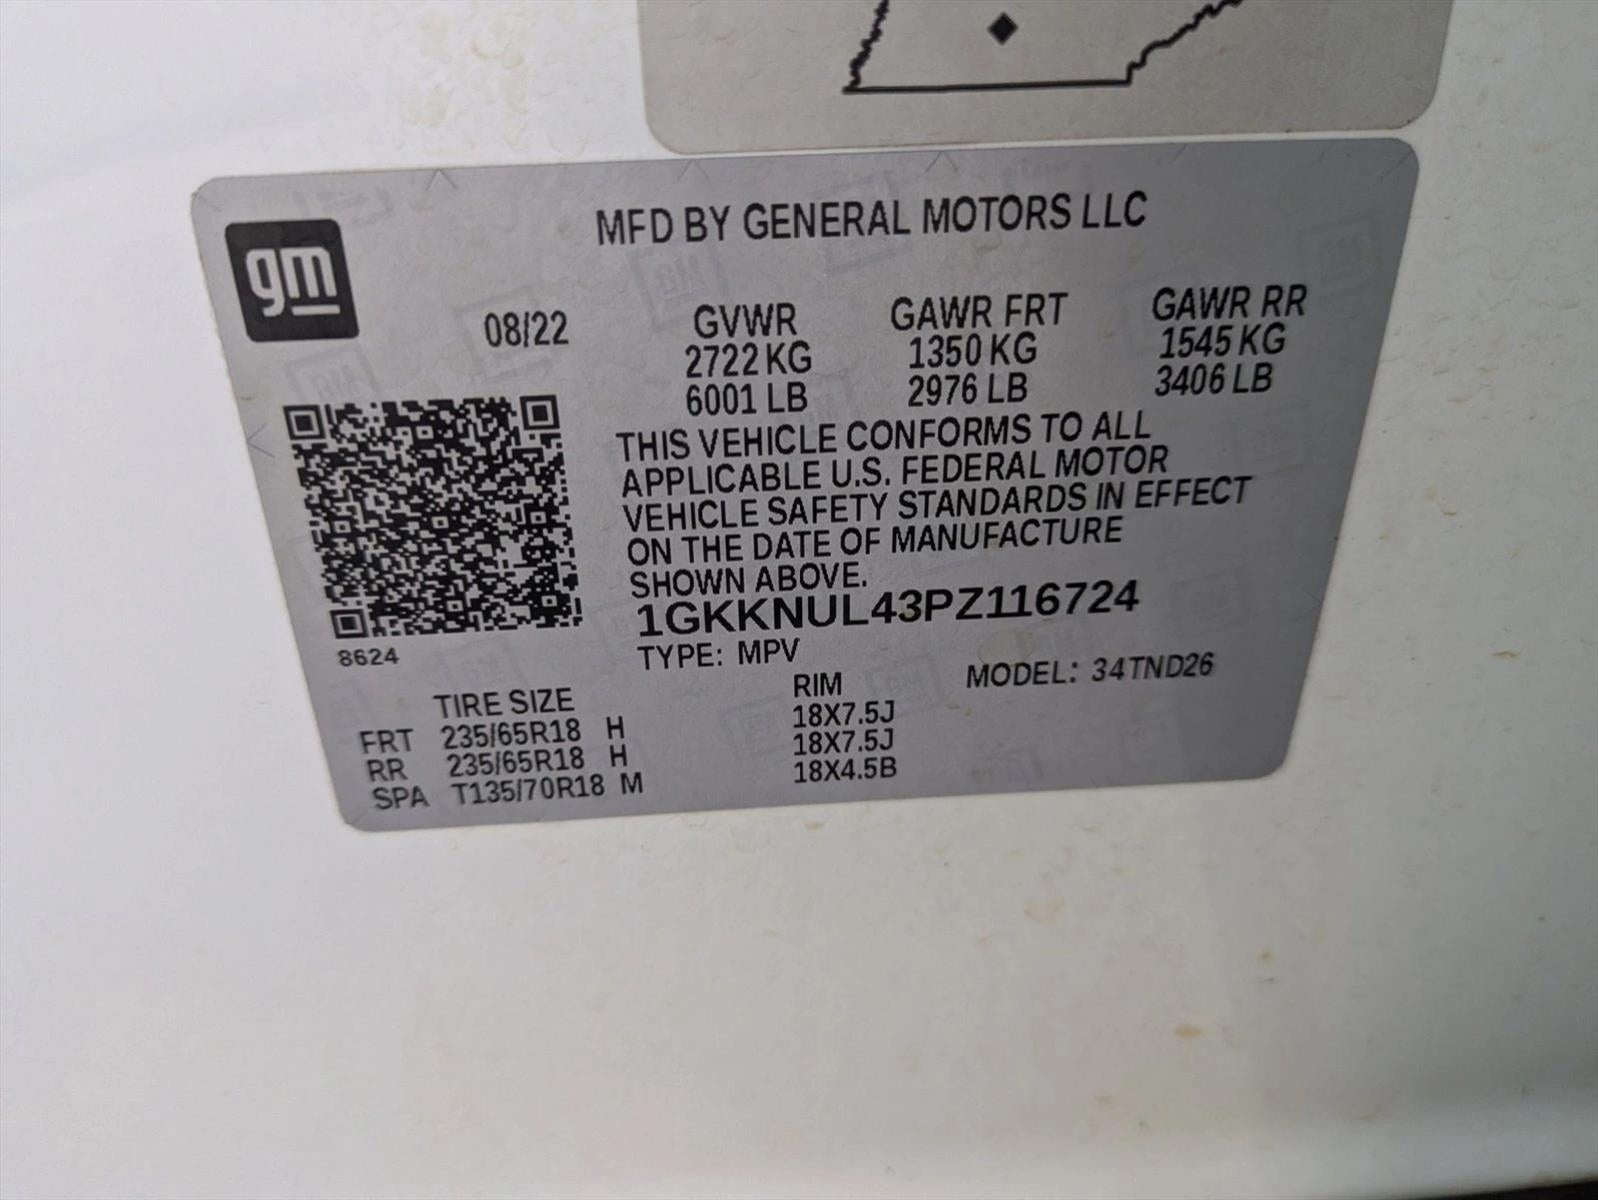 MFD BY GENERAL MOTORS LLC
gm
08/22 GVWR GAWR FRT GAWR RR
2722 KG 1350 KG 1545 KG
6001 LB 2976 LB 3406 LB
THIS VEHICLE CONFORMS TO ALL
APPLICABLE U.S. FEDERAL MOTOR
VEHICLE SAFETY STANDARDS IN EFFECT
ON THE DATE OF MANUFACTURE
SHOWN ABOVE.
1GKKNUL43PZ116724
8624
TYPE: MPV MODEL: 34TND26
TIRE SIZE RIM
FRT 235/65R18 H 18X7.5J
RR 235/65R18 H 18X7.5J
SPA T135/70R18 M 18X4.5B